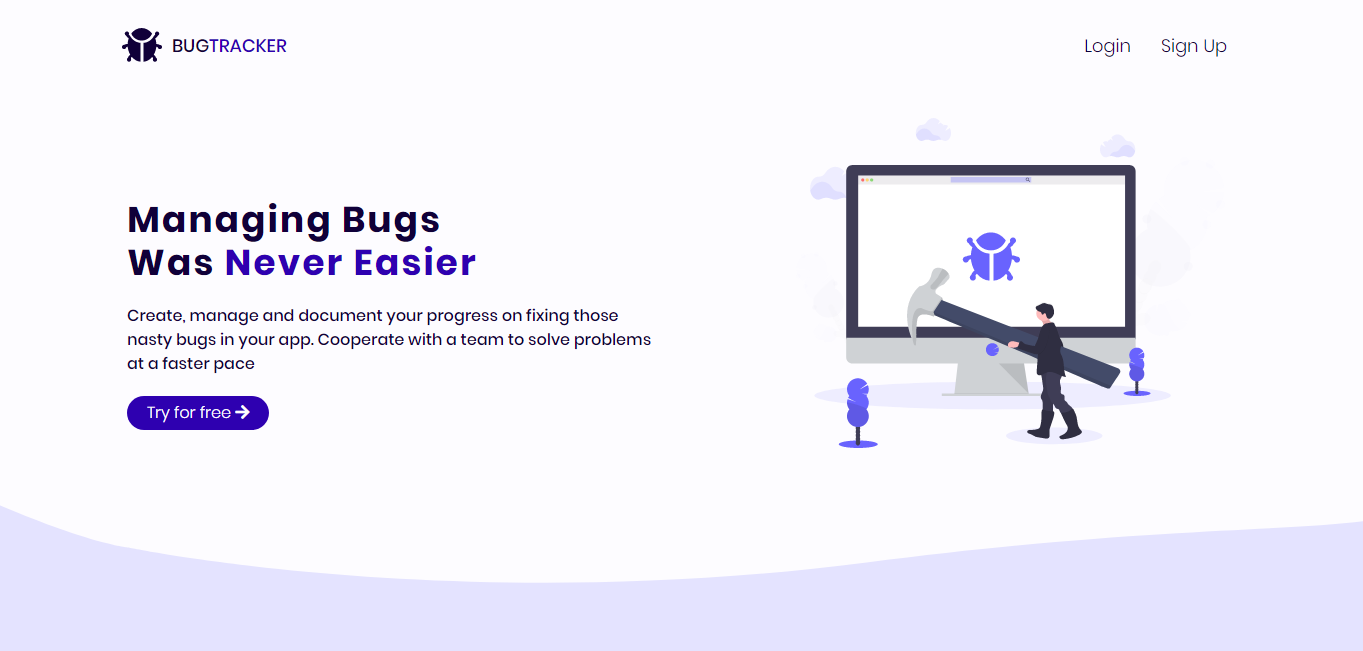 BUGTRACKER
Login
Sign Up
Managing Bugs
Was Never Easier
Create, manage and document your progress on fixing those
nasty bugs in your app. Cooperate with a team to solve problems
at a faster pace
Try for free